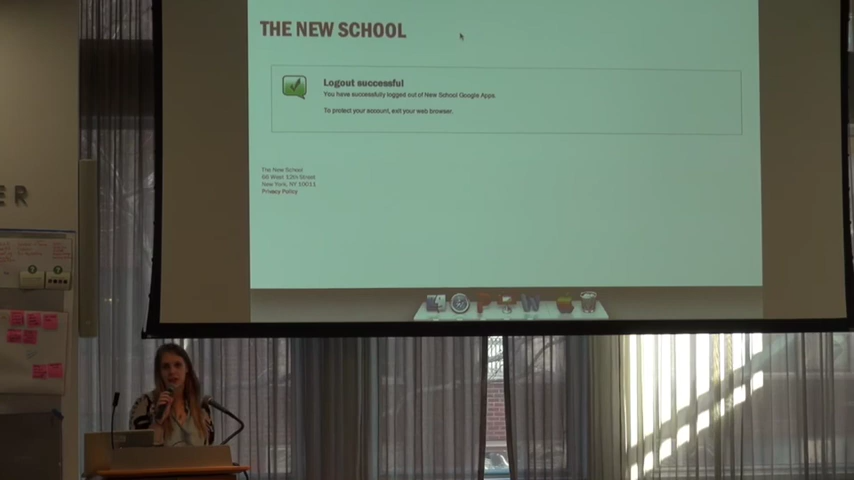 THE NEW SCHOOL
Logout successful
You have successfully logged out of New School Google Apps.
To protect your account, exit your web browser.
The New School
66 West 12th Street
New York, NY 10011
Privacy Policy
ER